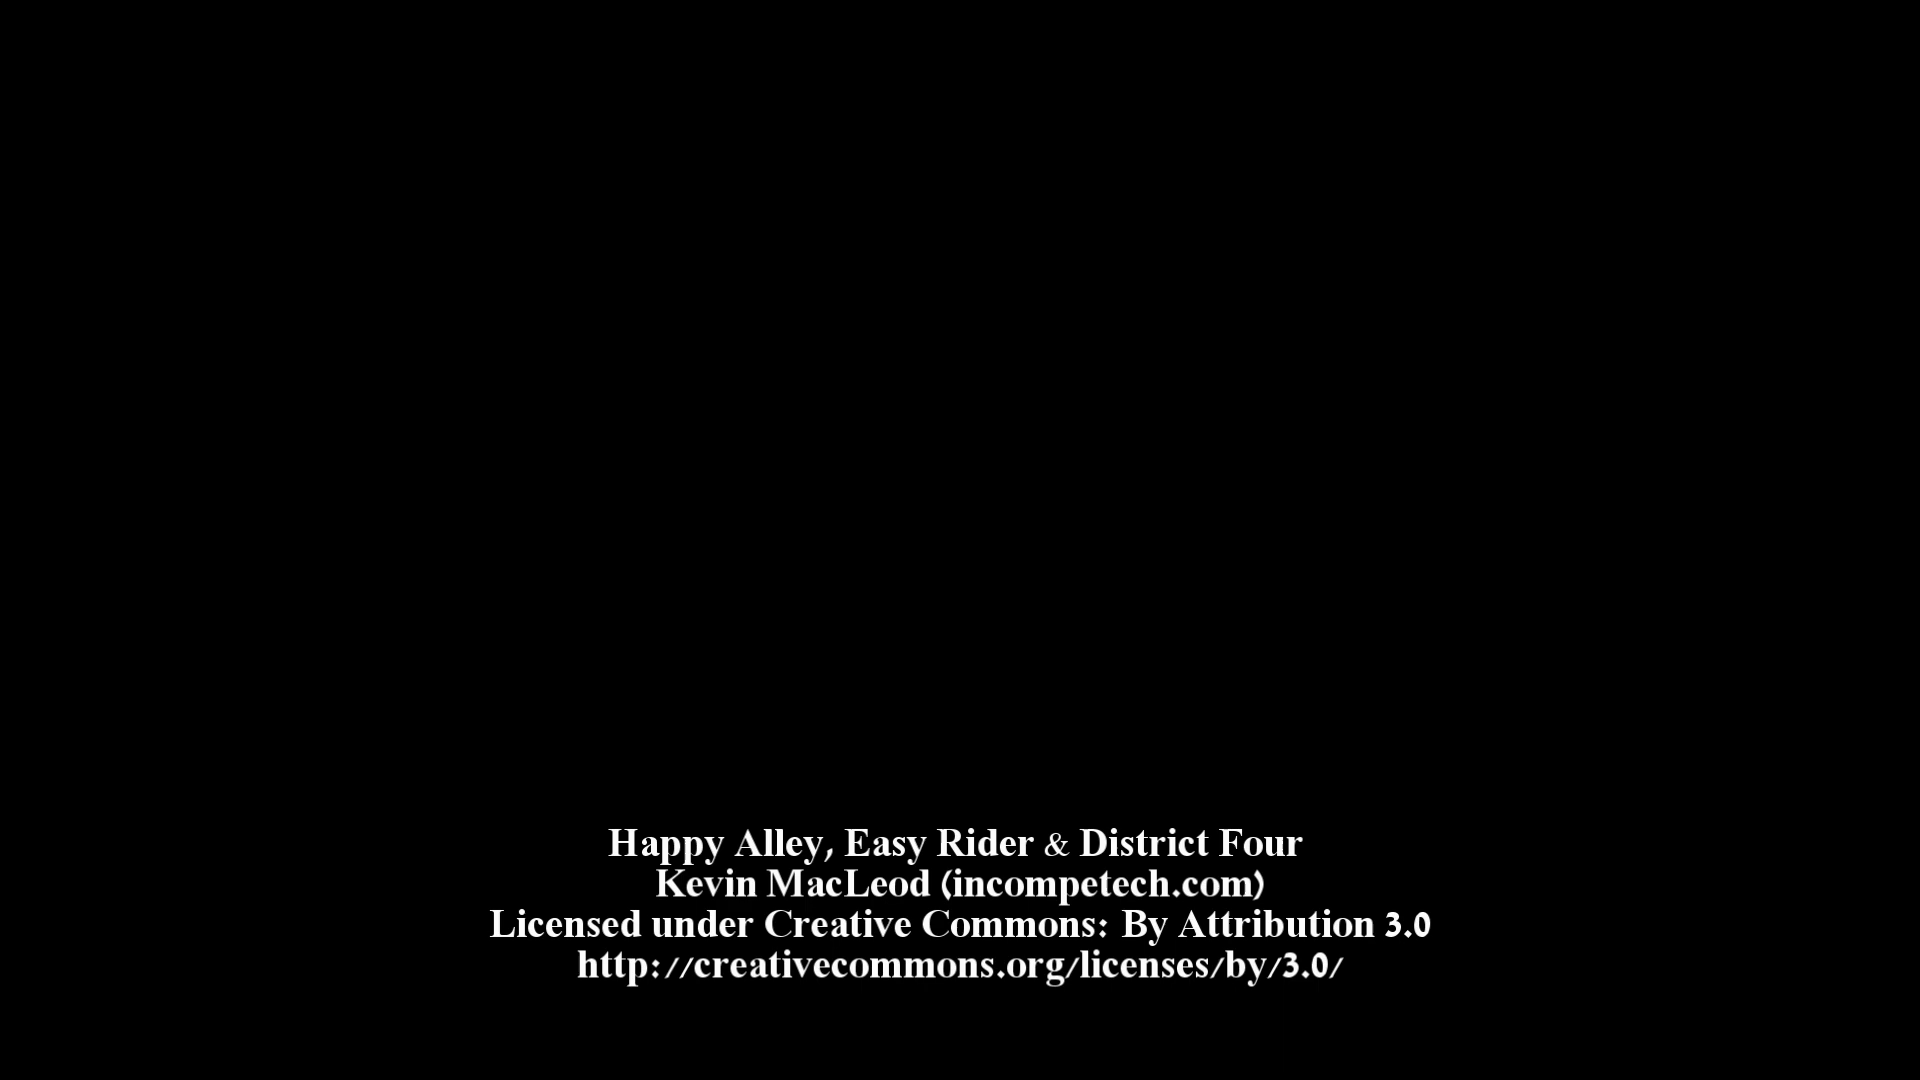 Happy Alley, Easy Rider & District Four
Kevin MacLeod (incompetech.com)
Licensed under Creative Commons: By Attribution 3.0
http://creativecommons.org/licenses/by/3.0/